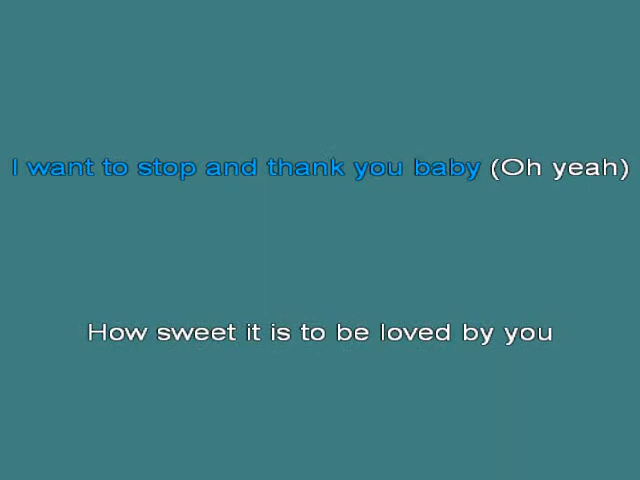 I want to stop and thank you baby (Oh yeah)
How sweet it is to be loved by you